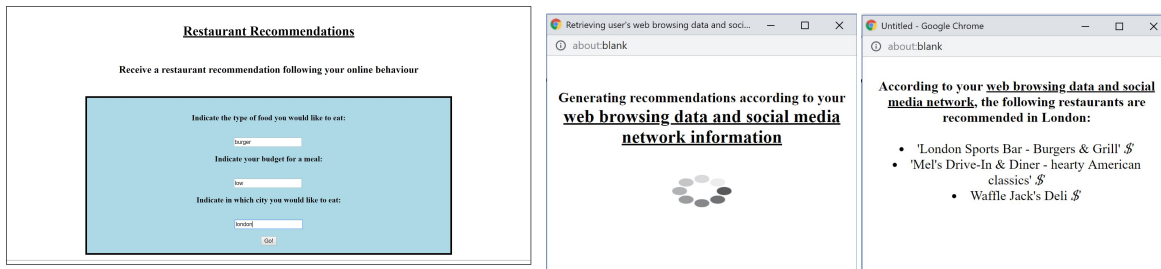 Restaurant Recommendations
Receive a restaurant recommendation following your online behaviour
Indicate the type of food you would like to eat:
burger
Indicate your budget for a meal:
low
Indicate in which city you would like to eat:
london
Go!
Retrieving user's web browsing data and soci...
about:blank
Generating recommendations according to your
web browsing data and social media
network information
Untitled - Google Chrome
about:blank
According to your web browsing data and social
media network, the following restaurants are
recommended in London:
• 'London Sports Bar - Burgers & Grill' $
• 'Mel's Drive-In & Diner - hearty American
classics' $
• Waffle Jack's Deli $